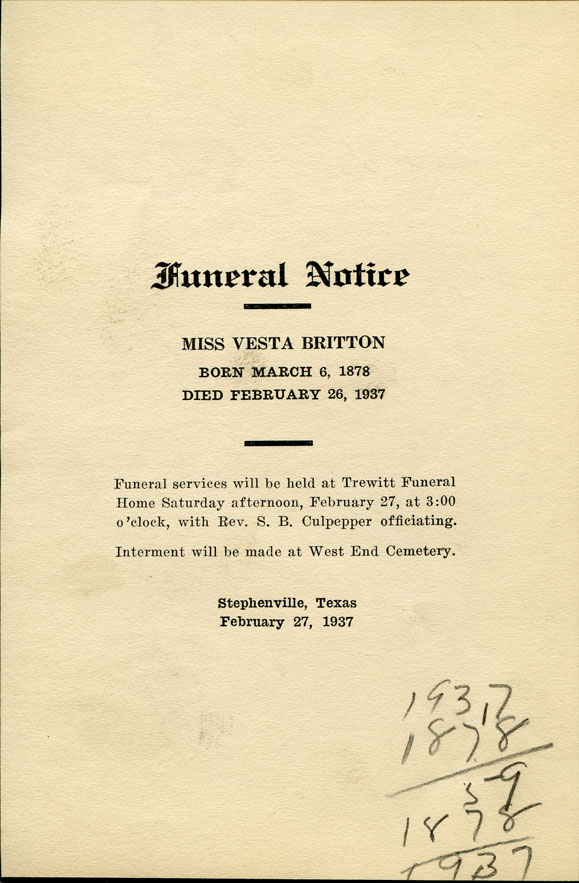 Funeral Notice
MISS VESTA BRITTON
BORN MARCH 6, 1878
DIED FEBRUARY 26, 1937
Funeral services will be held at Trewitt Funeral
Home Saturday afternoon, February 27, at 3:00
o'clock, with Rev. S. B. Culpepper officiating.
Interment will be made at West End Cemetery.
Stephenville, Texas
February 27, 1937
1937
1878
59
1878
1937